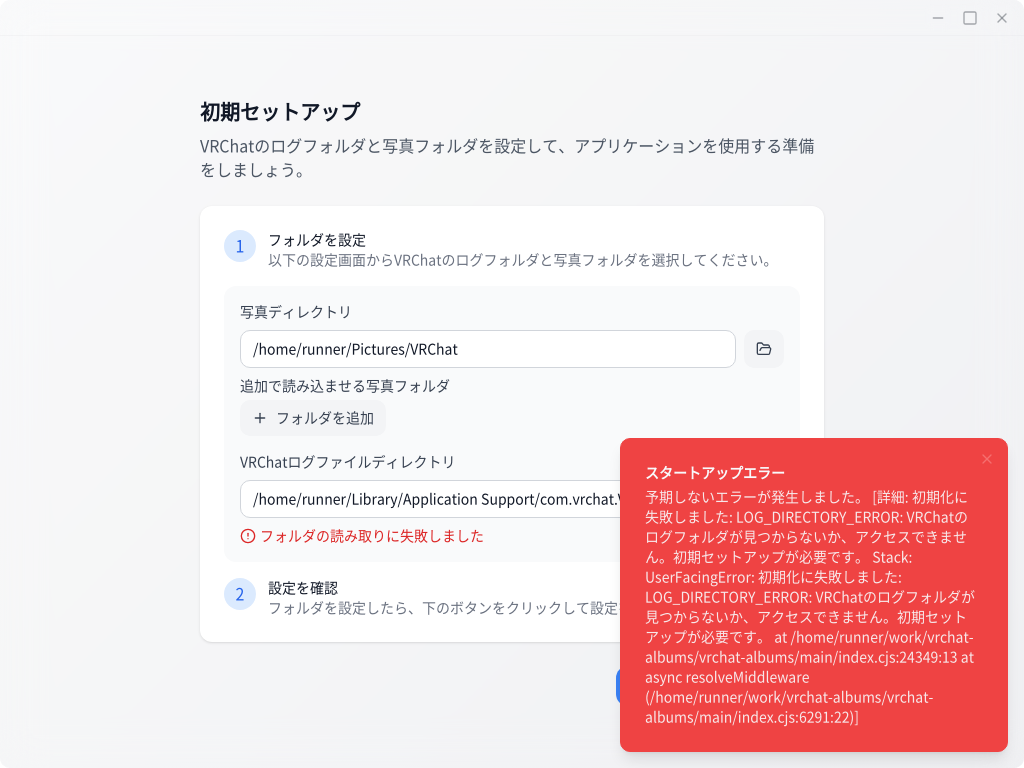 初期セットアップ
VRChatのログフォルダと写真フォルダを設定して、アプリケーションを使用する準備
をしましょう。
1
フォルダを設定
以下の設定画面からVRChatのログフォルダと写真フォルダを選択してください。
写真ディレクトリ
/home/runner/Pictures/VRChat
追加で読み込ませる写真フォルダ
+ フォルダを追加
VRChatログファイルディレクトリ
/home/runner/Library/Application Support/com.vrchat.
フォルダの読み取りに失敗しました
2
設定を確認
フォルダを設定したら、下のボタンをクリックして設定
スタートアップエラー
予期しないエラーが発生しました。 [詳細: 初期化に
失敗しました: LOG_DIRECTORY_ERROR: VRChatの
ログフォルダが見つからないか、アクセスできませ
ん。初期セットアップが必要です。 Stack:
UserFacingError: 初期化に失敗しました:
LOG_DIRECTORY_ERROR: VRChatのログフォルダが
見つからないか、アクセスできません。初期セット
アップが必要です。 at /home/runner/work/vrchat-
albums/vrchat-albums/main/index.cjs:24349:13 at
async resolveMiddleware
(/home/runner/work/vrchat-albums/vrchat-
albums/main/index.cjs:6291:22)]